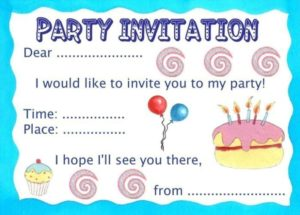 PARTY INVITATION
Dear .....................
I would like to invite you to my party!
Time: ..................
Place: .................
I hope I'll see you there,
from ........................